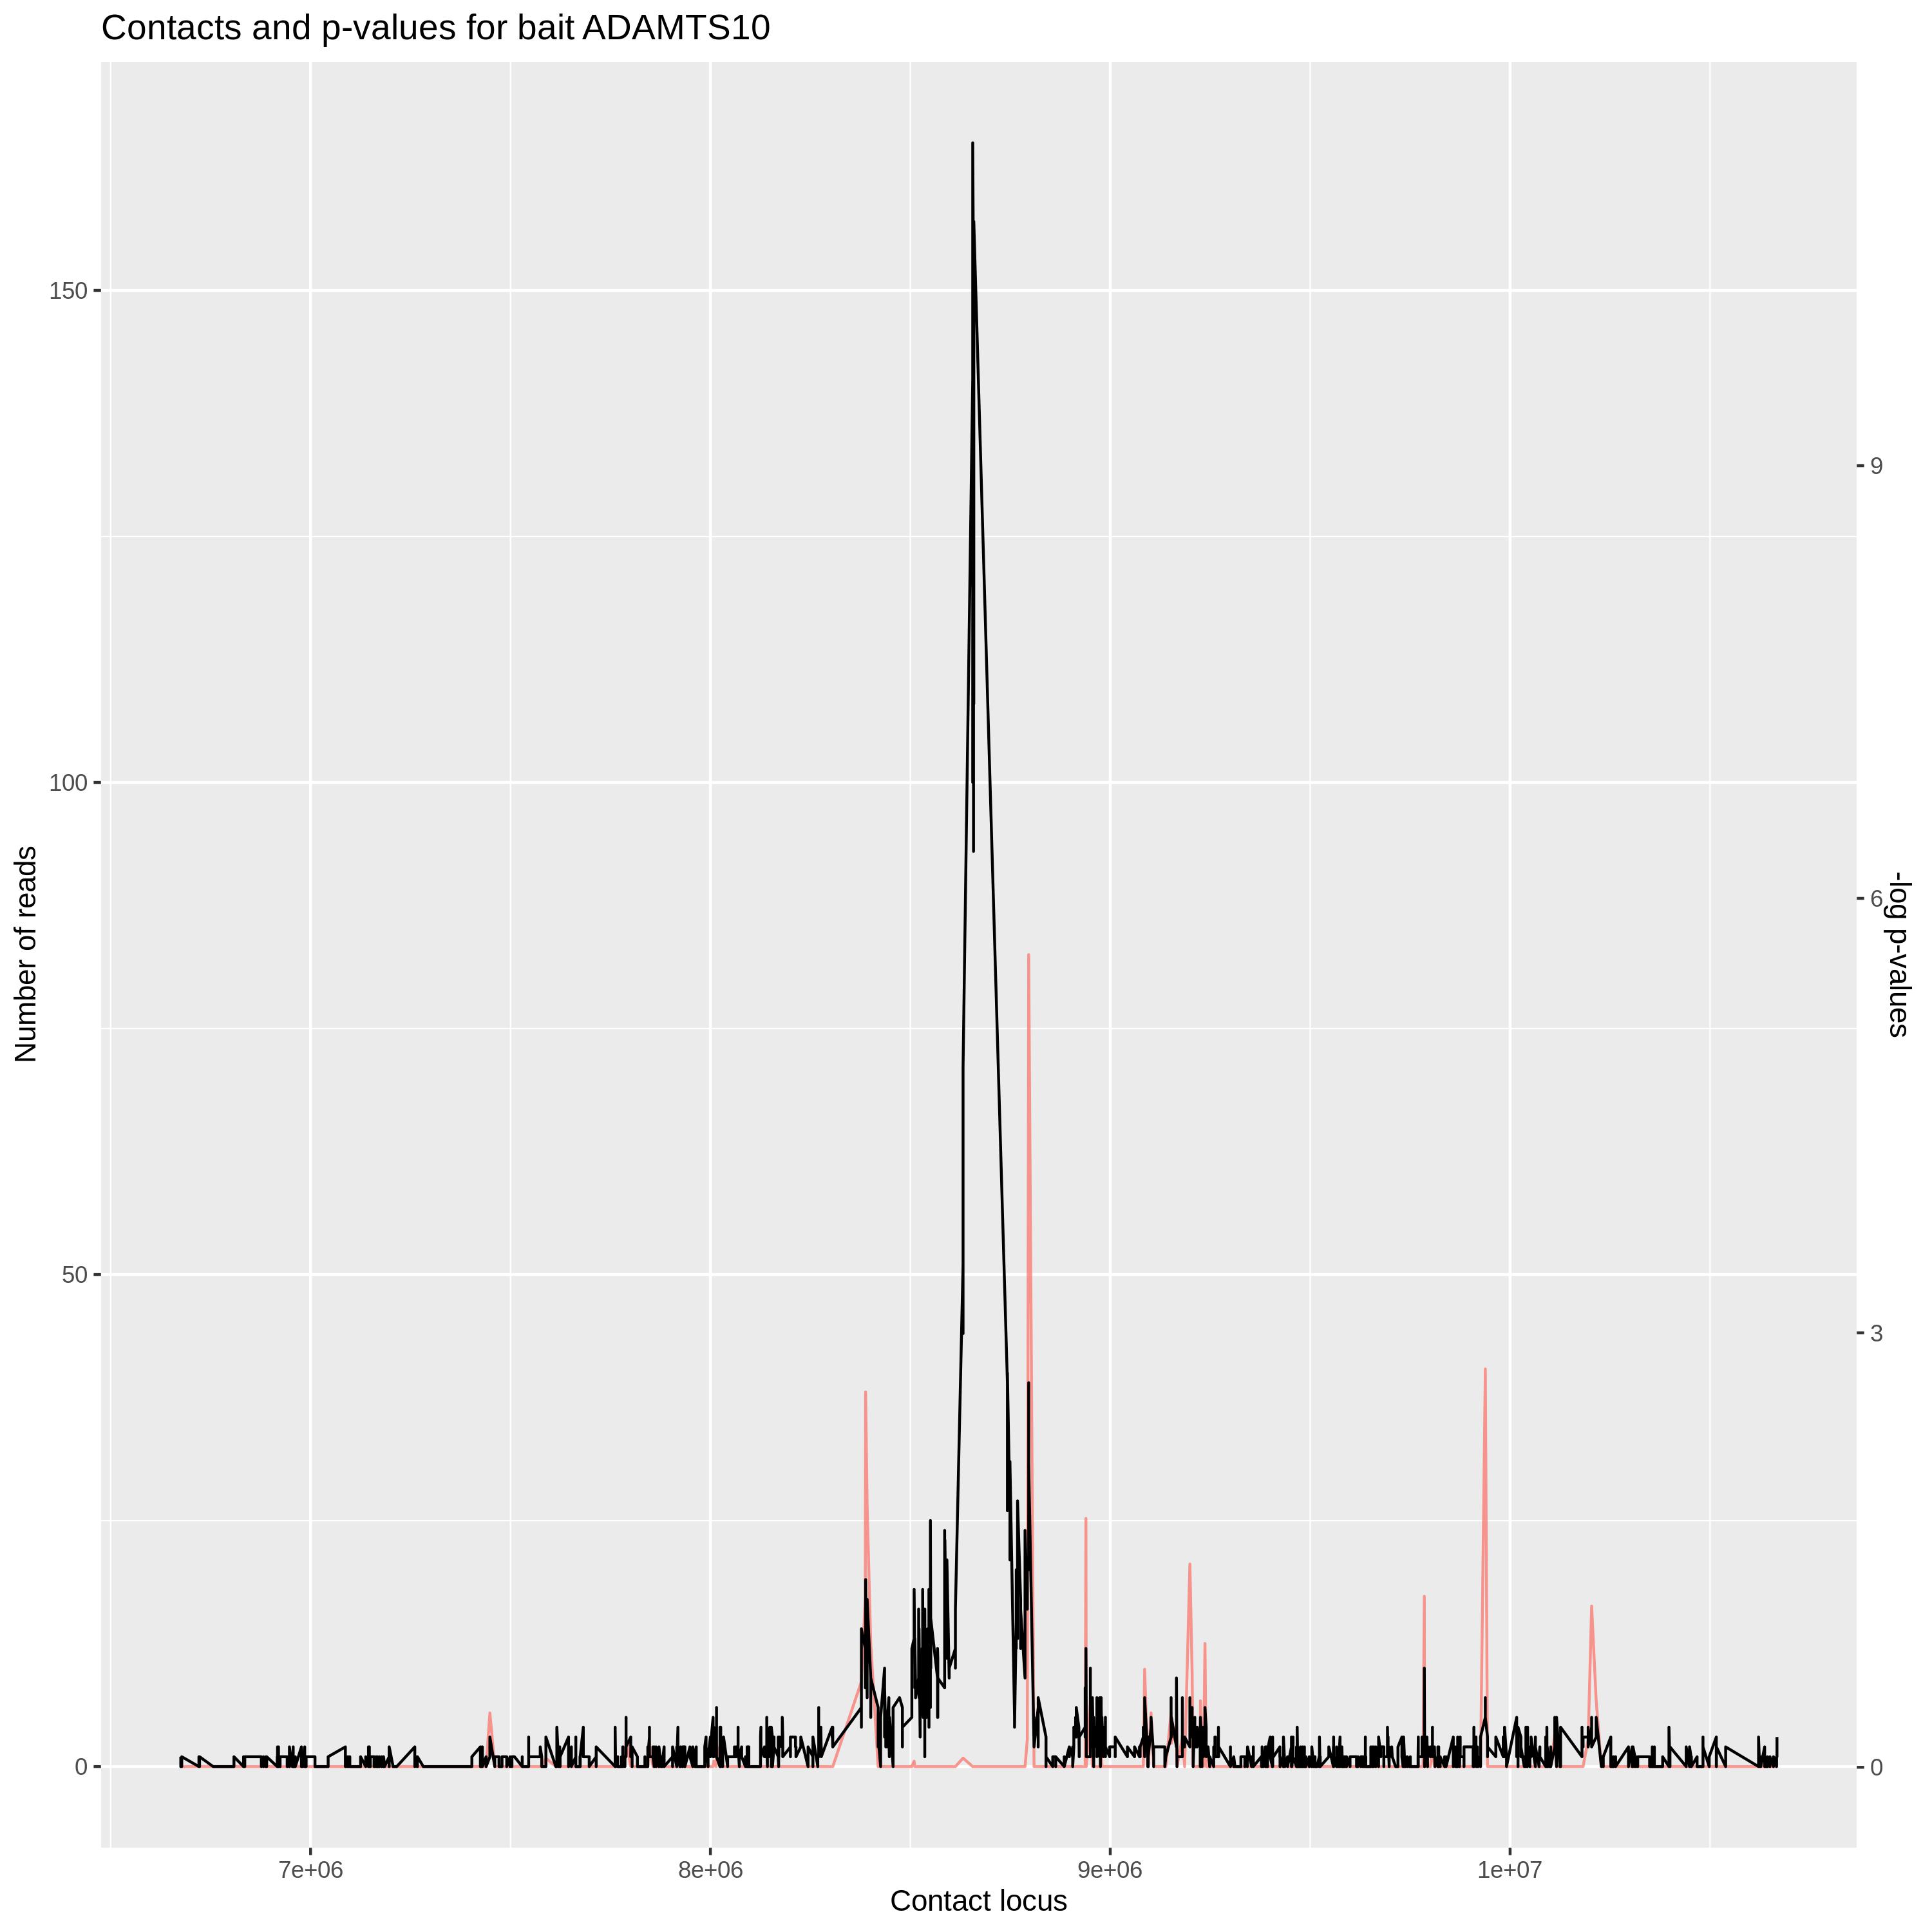 Contacts and p-values for bait ADAMTS10
150
100
50
0
9
6
3
0
Number of reads
-log p-values
7e+06
8e+06
9e+06
1e+07
Contact locus